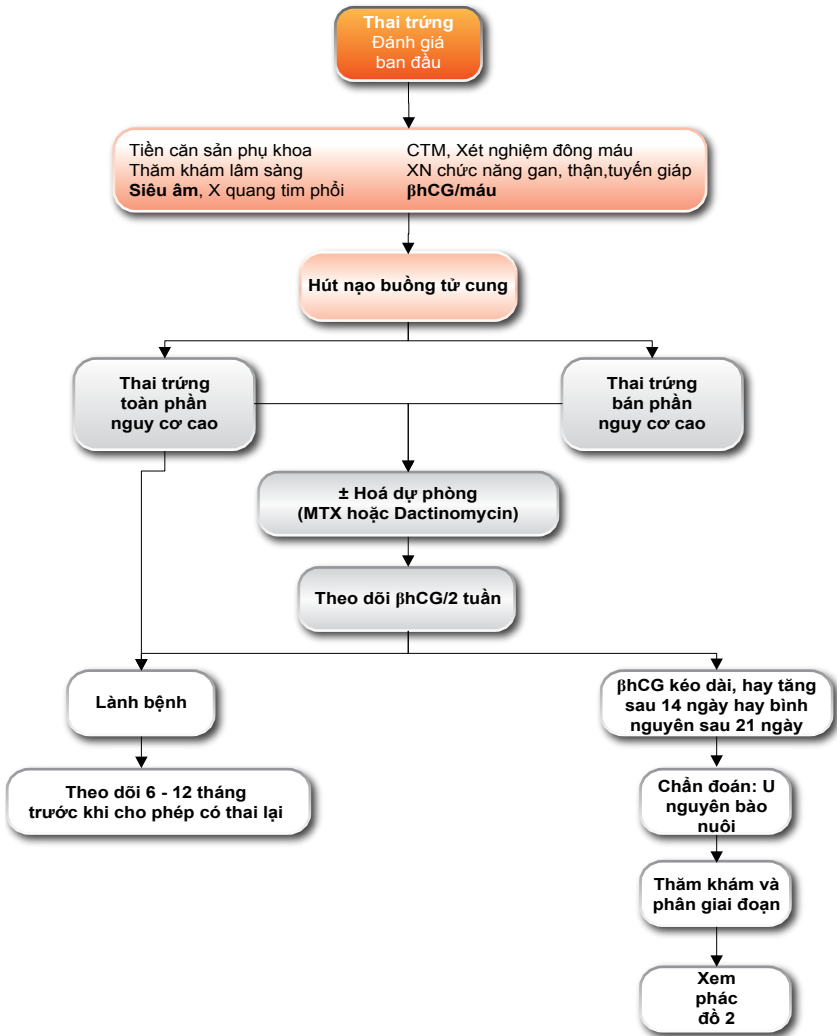 Thai trứng
Đánh giá
ban đầu
Tiền căn sản phụ khoa
Thăm khám lâm sàng
Siêu âm, X quang tim phổi
CTM, Xét nghiệm đông máu
XN chức năng gan, thận,tuyến giáp
βhCG/máu
Hút nạo buồng tử cung
Thai trứng
toàn phần
nguy cơ cao
Thai trứng
bán phần
nguy cơ cao
± Hoá dự phòng
(MTX hoặc Dactinomycin)
Theo dõi βhCG/2 tuần
Lành bệnh
Theo dõi 6 - 12 tháng
trước khi cho phép có thai lại
βhCG kéo dài, hay tăng
sau 14 ngày hay bình
nguyên sau 21 ngày
Chẩn đoán: U
nguyên bào
nuôi
Thăm khám và
phân giai đoạn
Xem
phác
đồ 2